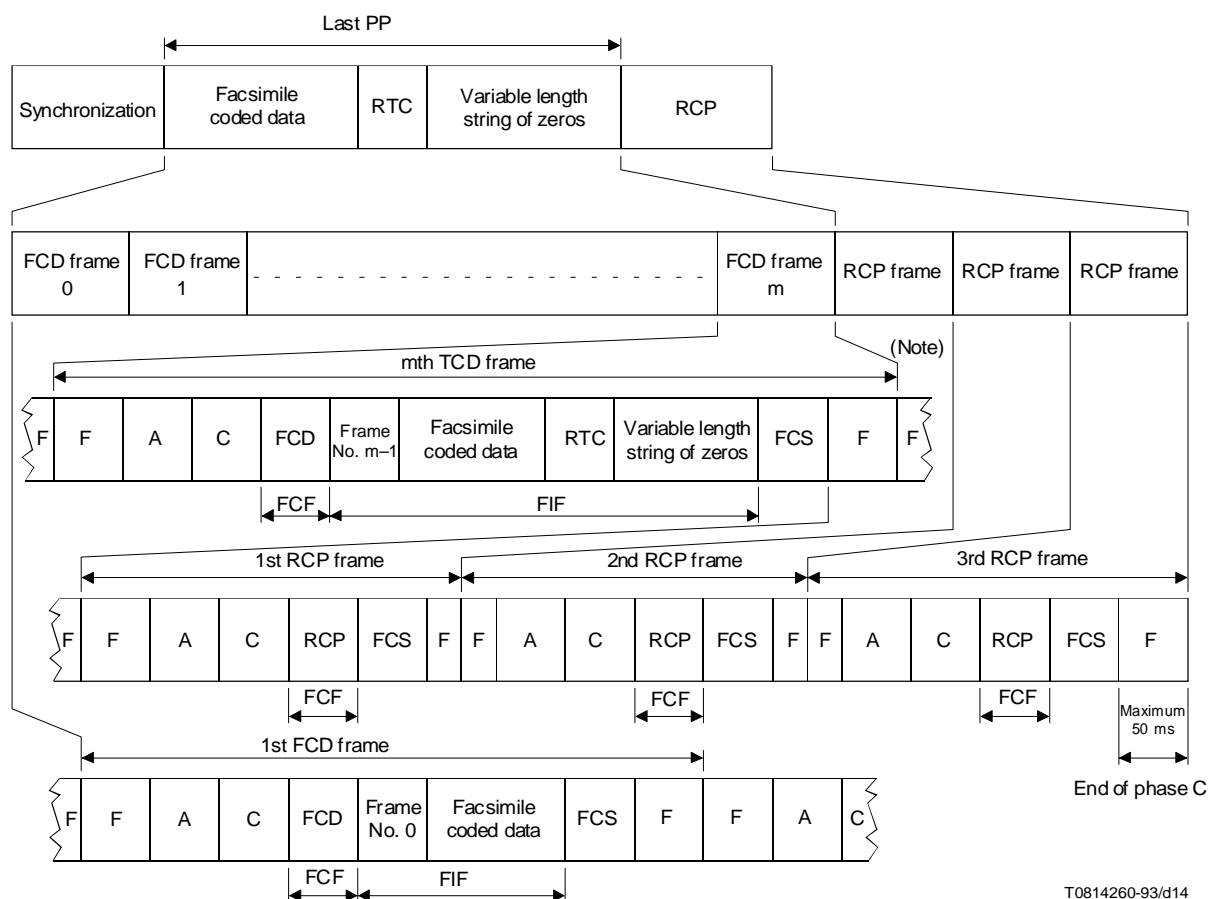 Last PP
Synchronization
Facsimile
coded data
RTC
Variable length
string of zeros
RCP
FCD frame
0
FCD frame
1
FCD frame
m
RCP frame
RCP frame
RCP frame
(Note)
mth TCD frame
F
F
A
C
FCD
Frame
No. m–1
Facsimile
coded data
RTC
Variable length
string of zeros
FCS
F
F
FCF
FIF
1st RCP frame
2nd RCP frame
3rd RCP frame
F
F
A
C
RCP
FCS
F
F
A
C
RCP
FCS
F
F
A
C
RCP
FCS
F
FCF
FCF
FCF
Maximum
50 ms
End of phase C
1st FCD frame
F
F
A
C
FCD
Frame
No. 0
Facsimile
coded data
FCS
F
F
A
C
FCF
FIF
T0814260-93/d14